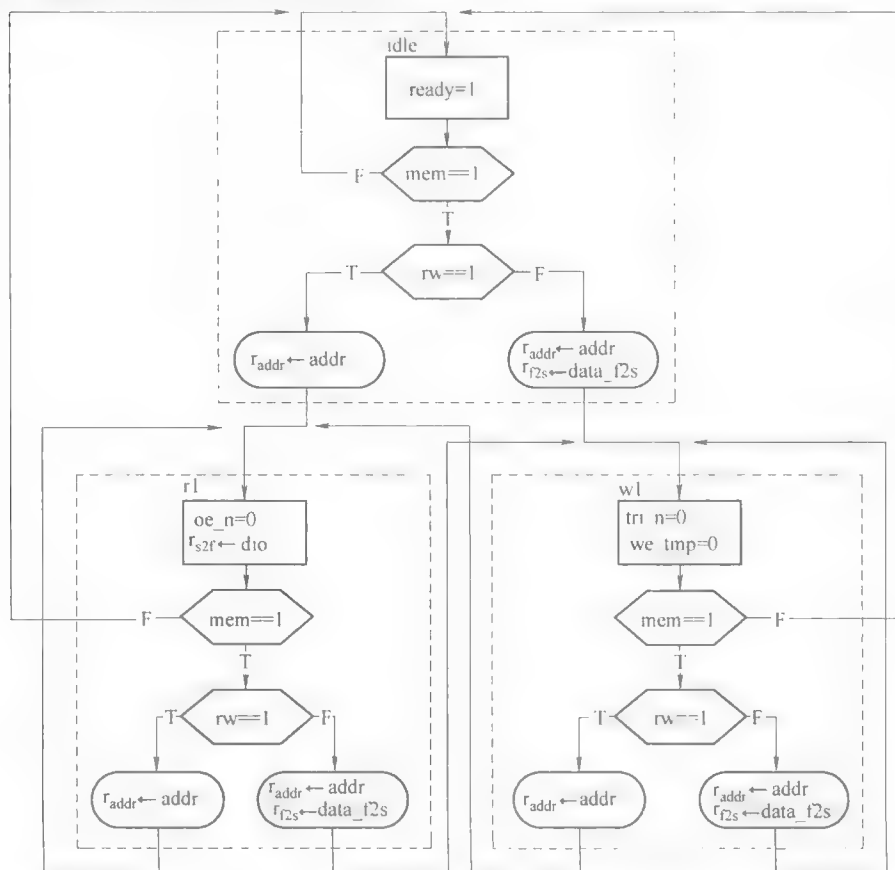 idle
ready=1
mem==1
F
T
rw==1
T
F
r_addr ← addr
r_addr ← addr
r_f2s ← data_f2s
r1
oe_n=0
r_s2f ← dio
mem==1
F
T
rw==1
T
F
r_addr ← addr
r_addr ← addr
r_f2s ← data_f2s
w1
tri_n=0
we_tmp=0
mem==1
F
T
rw==1
T
F
r_addr ← addr
r_addr ← addr
r_f2s ← data_f2s